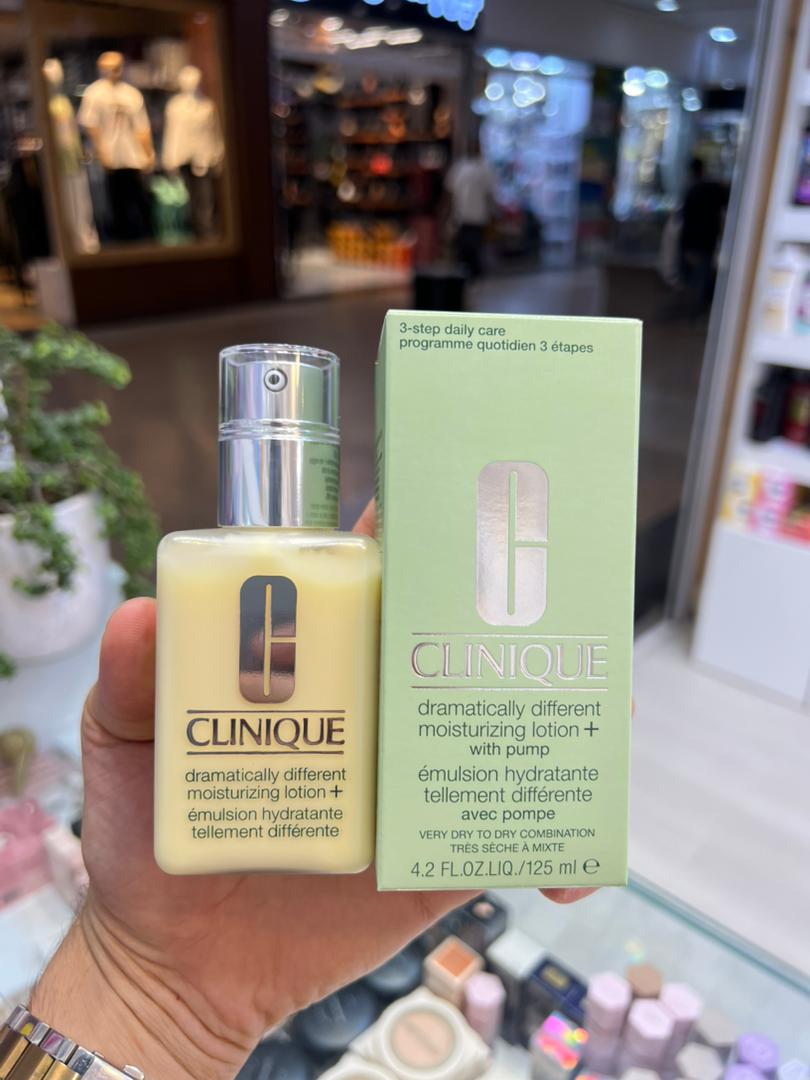 3-step daily care
programme quotidien 3 étapes
CLINIQUE
dramatically different
moisturizing lotion +
with pump
émulsion hydratante
tellement différente
avec pompe
VERY DRY TO DRY COMBINATION
TRÈS SÈCHE À MIXTE
4.2 FL.OZ.LIQ./125 ml ℮
CLINIQUE
dramatically different
moisturizing lotion +
émulsion hydratante
tellement différente